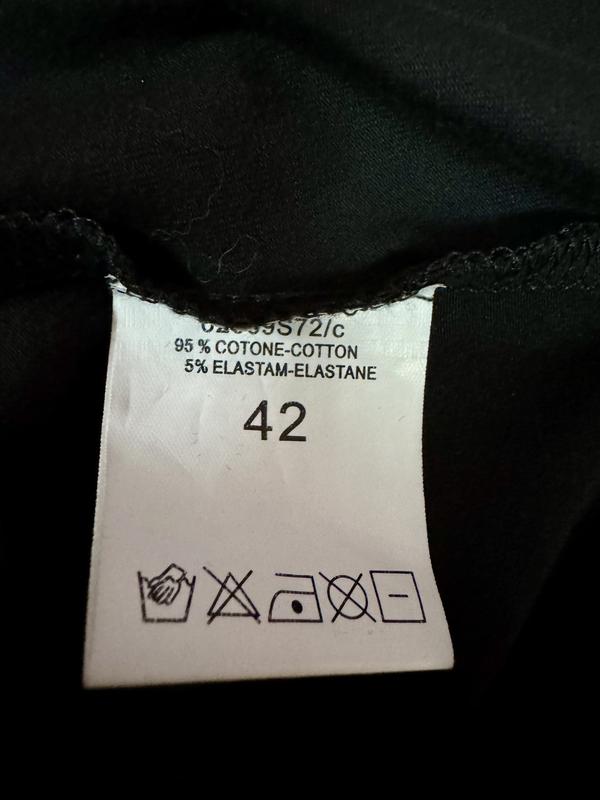 95 % COTONE-COTTON
5% ELASTAM-ELASTANE
42